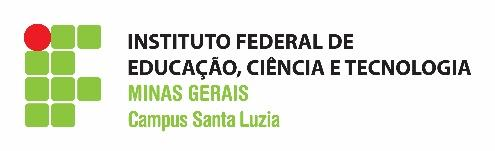 INSTITUTO FEDERAL DE
EDUCAÇÃO, CIÊNCIA E TECNOLOGIA
MINAS GERAIS
Campus Santa Luzia